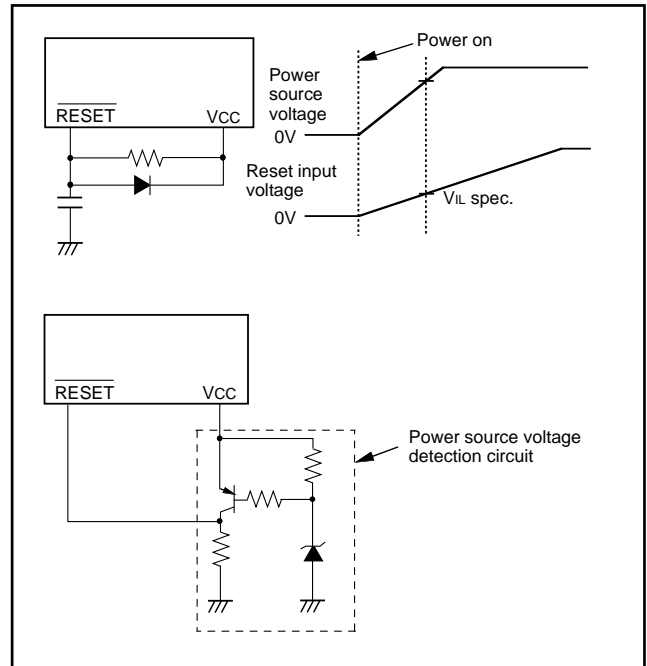 Power on
Power
source
voltage
0V
RESET VCC
Reset input
voltage
0V
VIL spec.
RESET VCC
Power source voltage
detection circuit